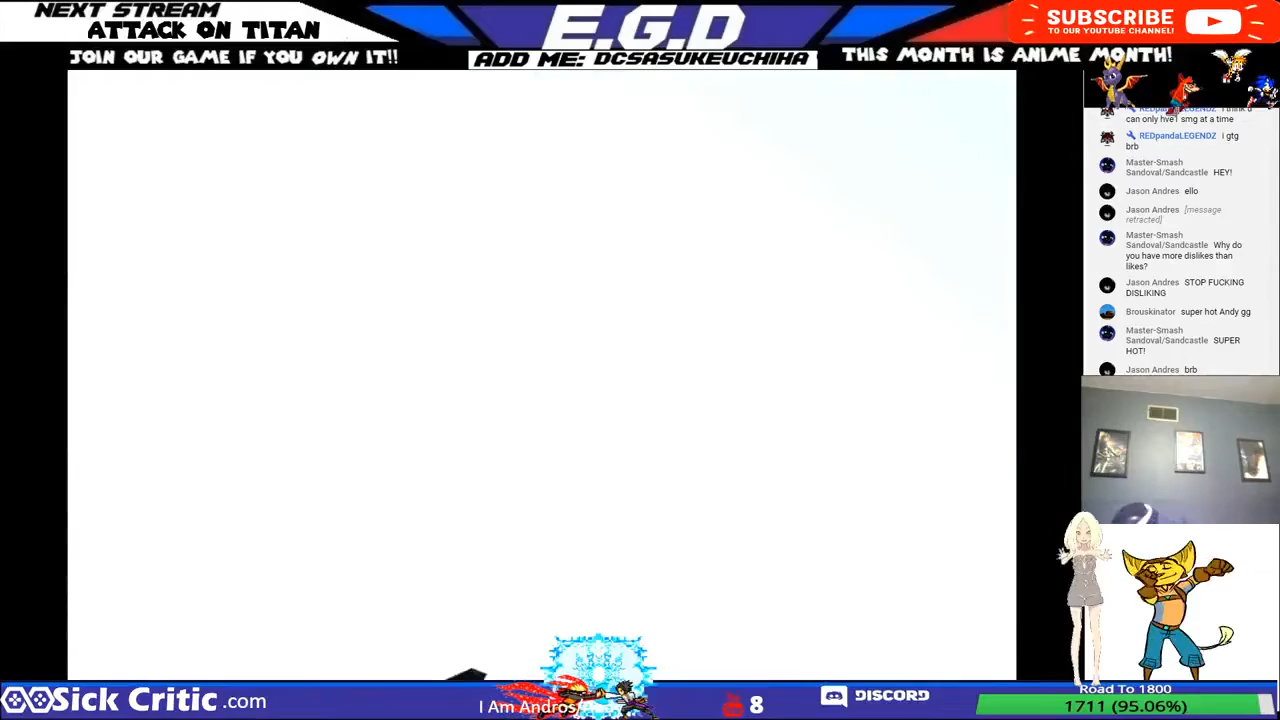 NEXT STREAM
ATTACK ON TITAN
JOIN OUR GAME IF YOU OWN IT!!
E.G.D
ADD ME: DCSASUKEUCHIHA
THIS MONTH IS ANIME MONTH!
SUBSCRIBE
TO OUR YOUTUBE CHANNEL!
REDpandaLEGENDZ i think u
can only hve1 smg at a time
REDpandaLEGENDZ i gtg
brb
Master-Smash
Sandoval/Sandcastle HEY!
Jason Andres ello
Jason Andres [message
retracted]
Master-Smash
Sandoval/Sandcastle Why do
you have more dislikes than
likes?
Jason Andres STOP FUCKING
DISLIKING
Brouskinator super hot Andy gg
Master-Smash
Sandoval/Sandcastle SUPER
HOT!
Jason Andres brb
Sick Critic .com
I Am Andros
8
DISCORD
Road To 1800
1711 (95.06%)